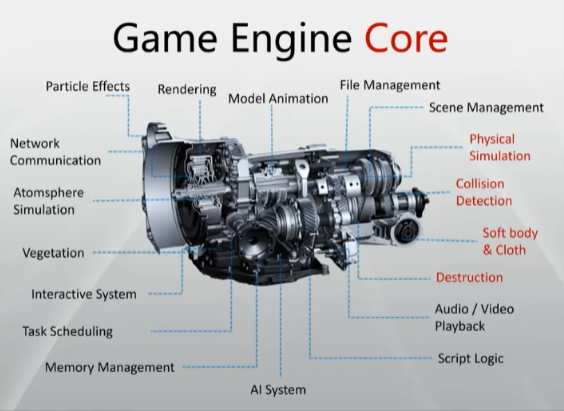 Game Engine Core
Particle Effects
Rendering
Model Animation
File Management
Scene Management
Network
Communication
Physical
Simulation
Atomsphere
Simulation
Collision
Detection
Vegetation
Soft body
& Cloth
Interactive System
Destruction
Task Scheduling
Audio / Video
Playback
Memory Management
Script Logic
AI System